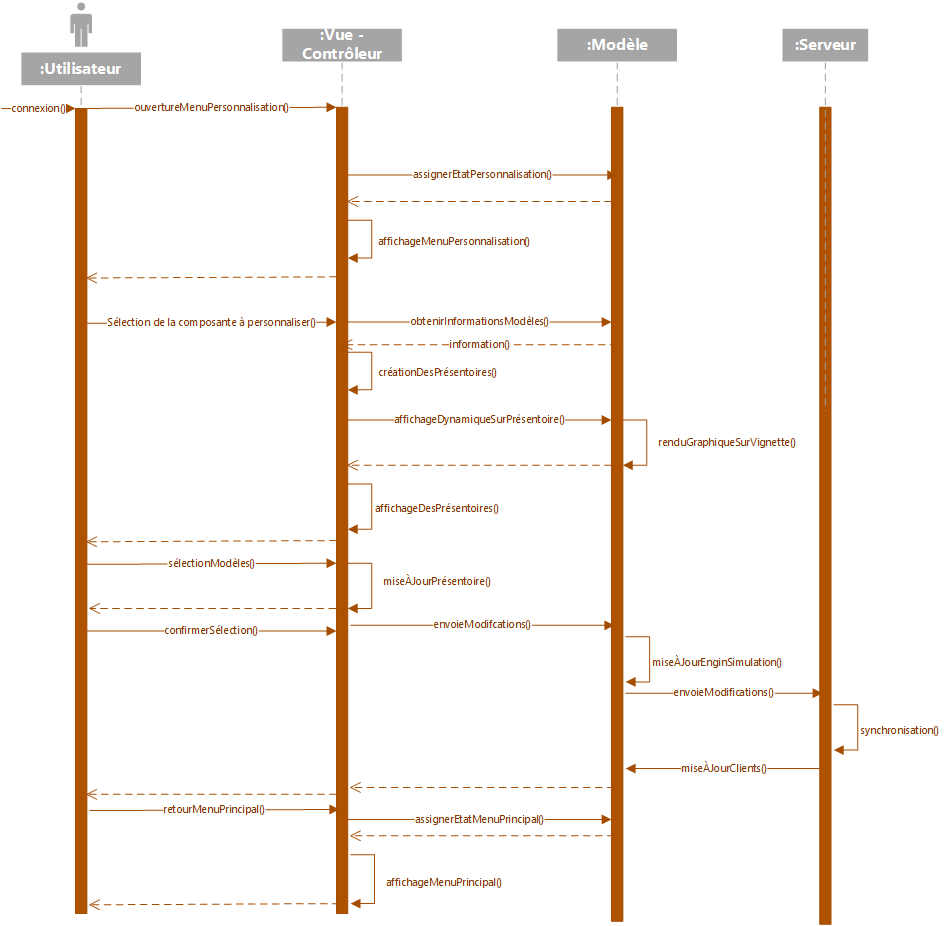 :Utilisateur
:Vue -
Contrôleur
:Modèle
:Serveur
connexion()
ouvertureMenuPersonnalisation()
assignerEtatPersonnalisation()
affichageMenuPersonnalisation()
Sélection de la composante à personnaliser()
obtenirInformationsModèles()
information()
créationDesPrésentoires()
affichageDynamiqueSurPrésentoire()
renduGraphiqueSurVignette()
affichageDesPrésentoires()
sélectionModèles()
miseÀJourPrésentoire()
confirmerSélection()
envoieModifcations()
miseÀJourEnginSimulation()
envoieModifications()
synchronisation()
miseÀJourClients()
retourMenuPrincipal()
assignerEtatMenuPrincipal()
affichageMenuPrincipal()